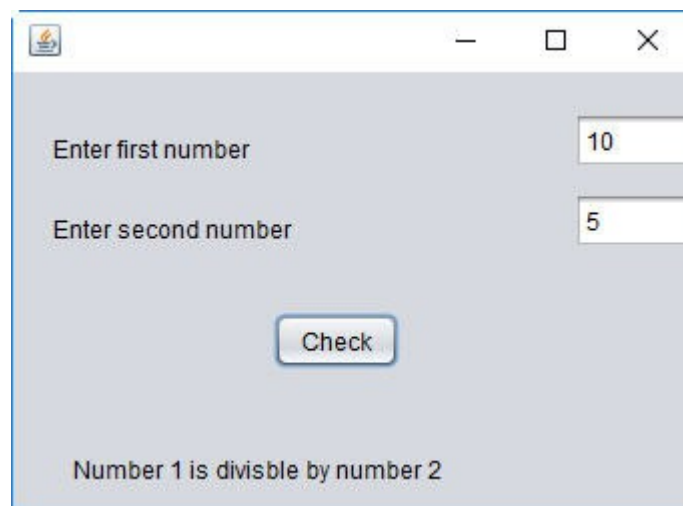 Enter first number 10
Enter second number 5
Check
Number 1 is divisble by number 2